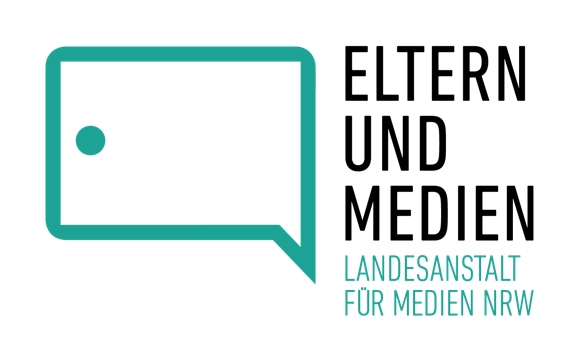 ELTERN
UND
MEDIEN
LANDESANSTALT
FÜR MEDIEN NRW